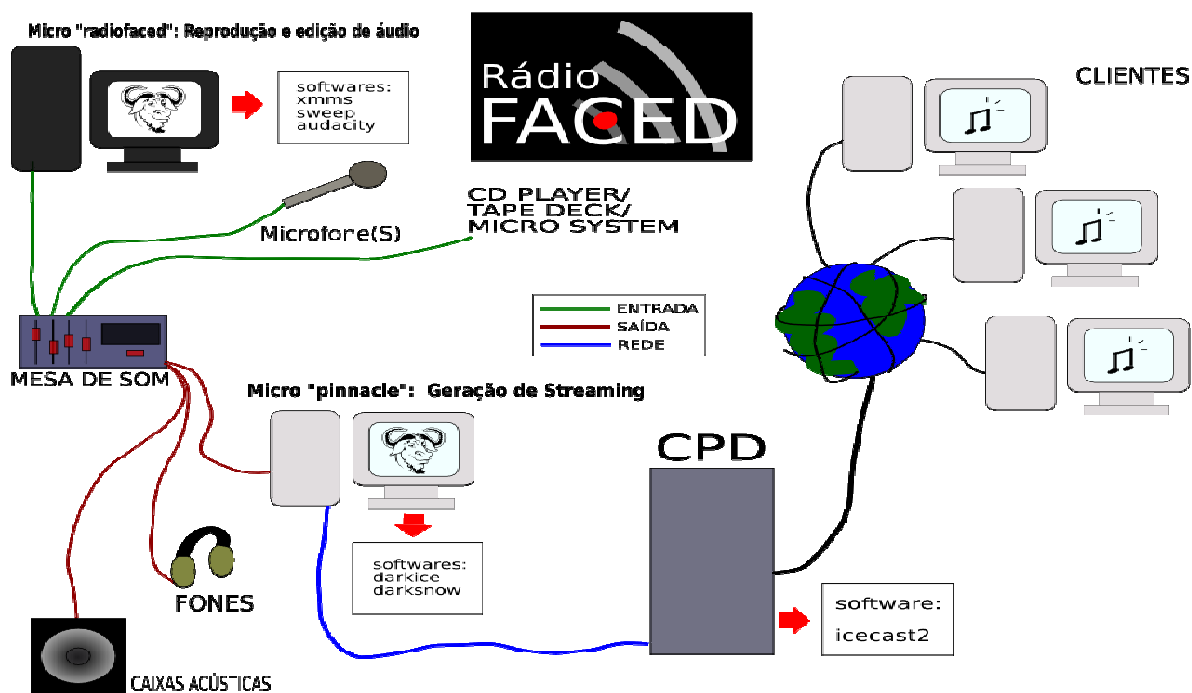 Micro "radiofaced": Reprodução e edição de áudio
softwares:
xmms
sweep
audacity
Rádio
FACED
CLIENTES
CD PLAYER/
TAPE DECK/
MICRO SYSTEM
Microfone(S)
ENTRADA
SAÍDA
REDE
MESA DE SOM
Micro "pinnacle": Geração de Streaming
CPD
softwares:
darkice
darksnow
FONES
software:
icecast2
CAIXAS ACÚSTICAS